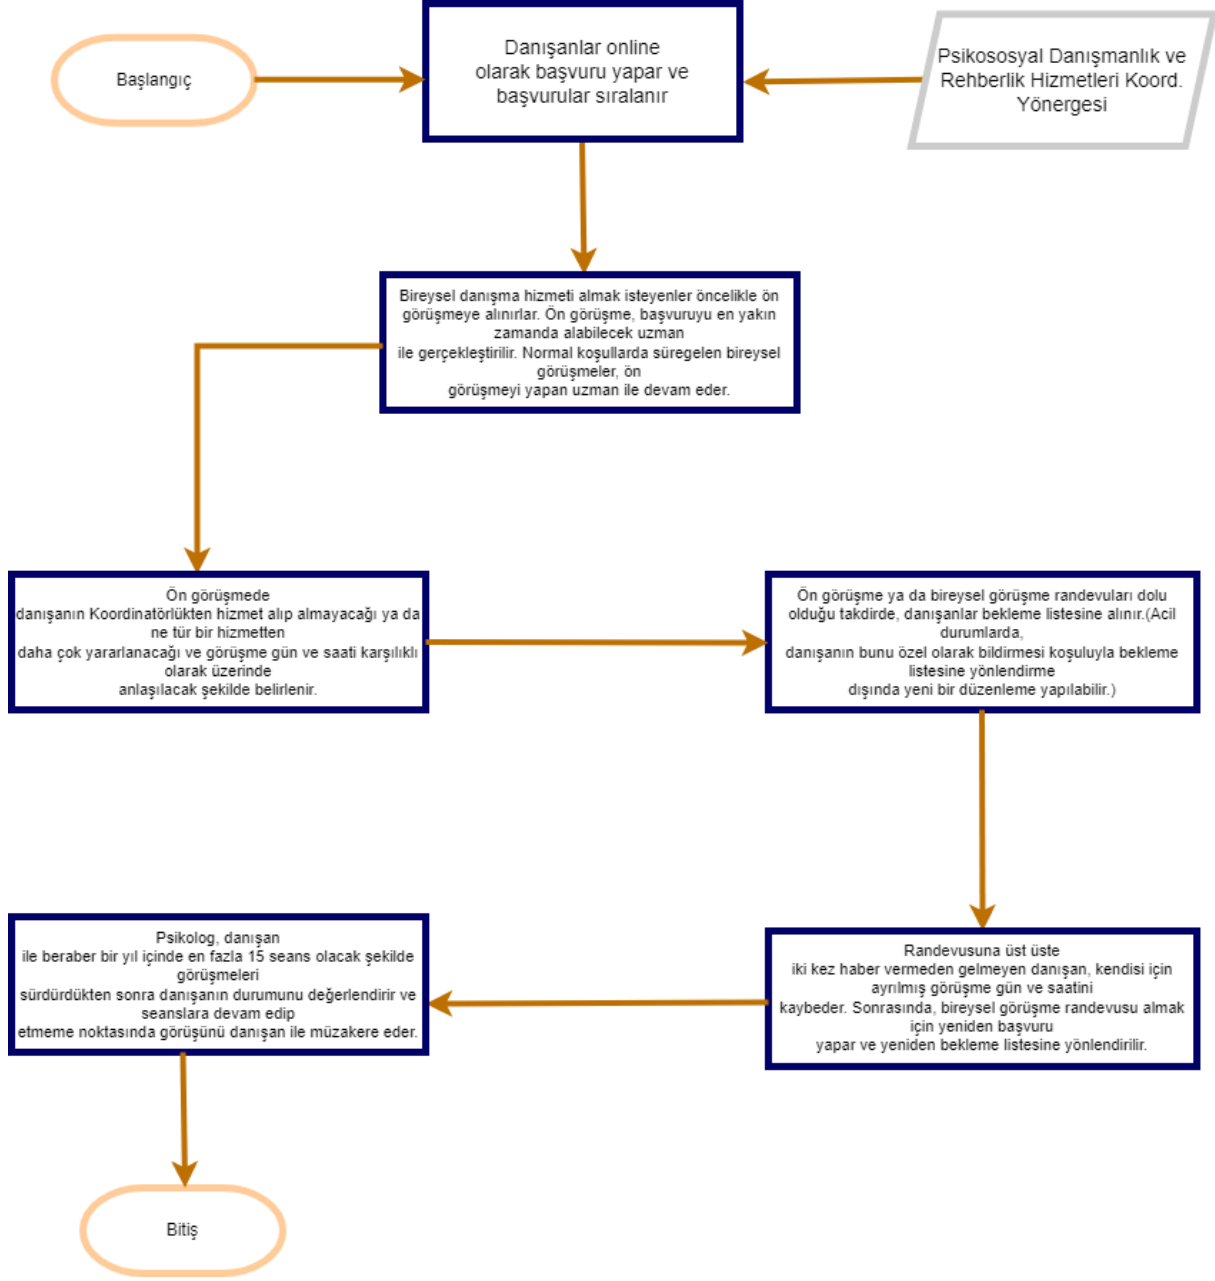 Başlangıç
Danışanlar online
olarak başvuru yapar ve
başvurular sıralanır
Psikososyal Danışmanlık ve
Rehberlik Hizmetleri Koord.
Yönergesi
Bireysel danışma hizmeti almak isteyenler öncelikle ön
görüşmeye alınırlar. Ön görüşme, başvuruyu en yakın
zamanda alabilecek uzman
ile gerçekleştirilir. Normal koşullarda süregelen bireysel
görüşmeler, ön
görüşmeyi yapan uzman ile devam eder.
Ön görüşmede
danışanın Koordinatörlükten hizmet alıp almayacağı ya da
ne tür bir hizmetten
daha çok yararlanacağı ve görüşme gün ve saati karşılıklı
olarak üzerinde
anlaşılacak şekilde belirlenir.
Ön görüşme ya da bireysel görüşme randevuları dolu
olduğu takdirde, danışanlar bekleme listesine alınır.(Acil
durumlarda,
danışanın bunu özel olarak bildirmesi koşuluyla bekleme
listesine yönlendirme
dışında yeni bir düzenleme yapılabilir.)
Randevusuna üst üste
iki kez haber vermeden gelmeyen danışan, kendisi için
ayrılmış görüşme gün ve saatini
kaybeder. Sonrasında, bireysel görüşme randevusu almak
için yeniden başvuru
yapar ve yeniden bekleme listesine yönlendirilir.
Psikolog, danışan
ile beraber bir yıl içinde en fazla 15 seans olacak şekilde
görüşmeleri
sürdürdükten sonra danışanın durumunu değerlendirir ve
seanslara devam edip
etmeme noktasında görüşünü danışan ile müzakere eder.
Bitiş